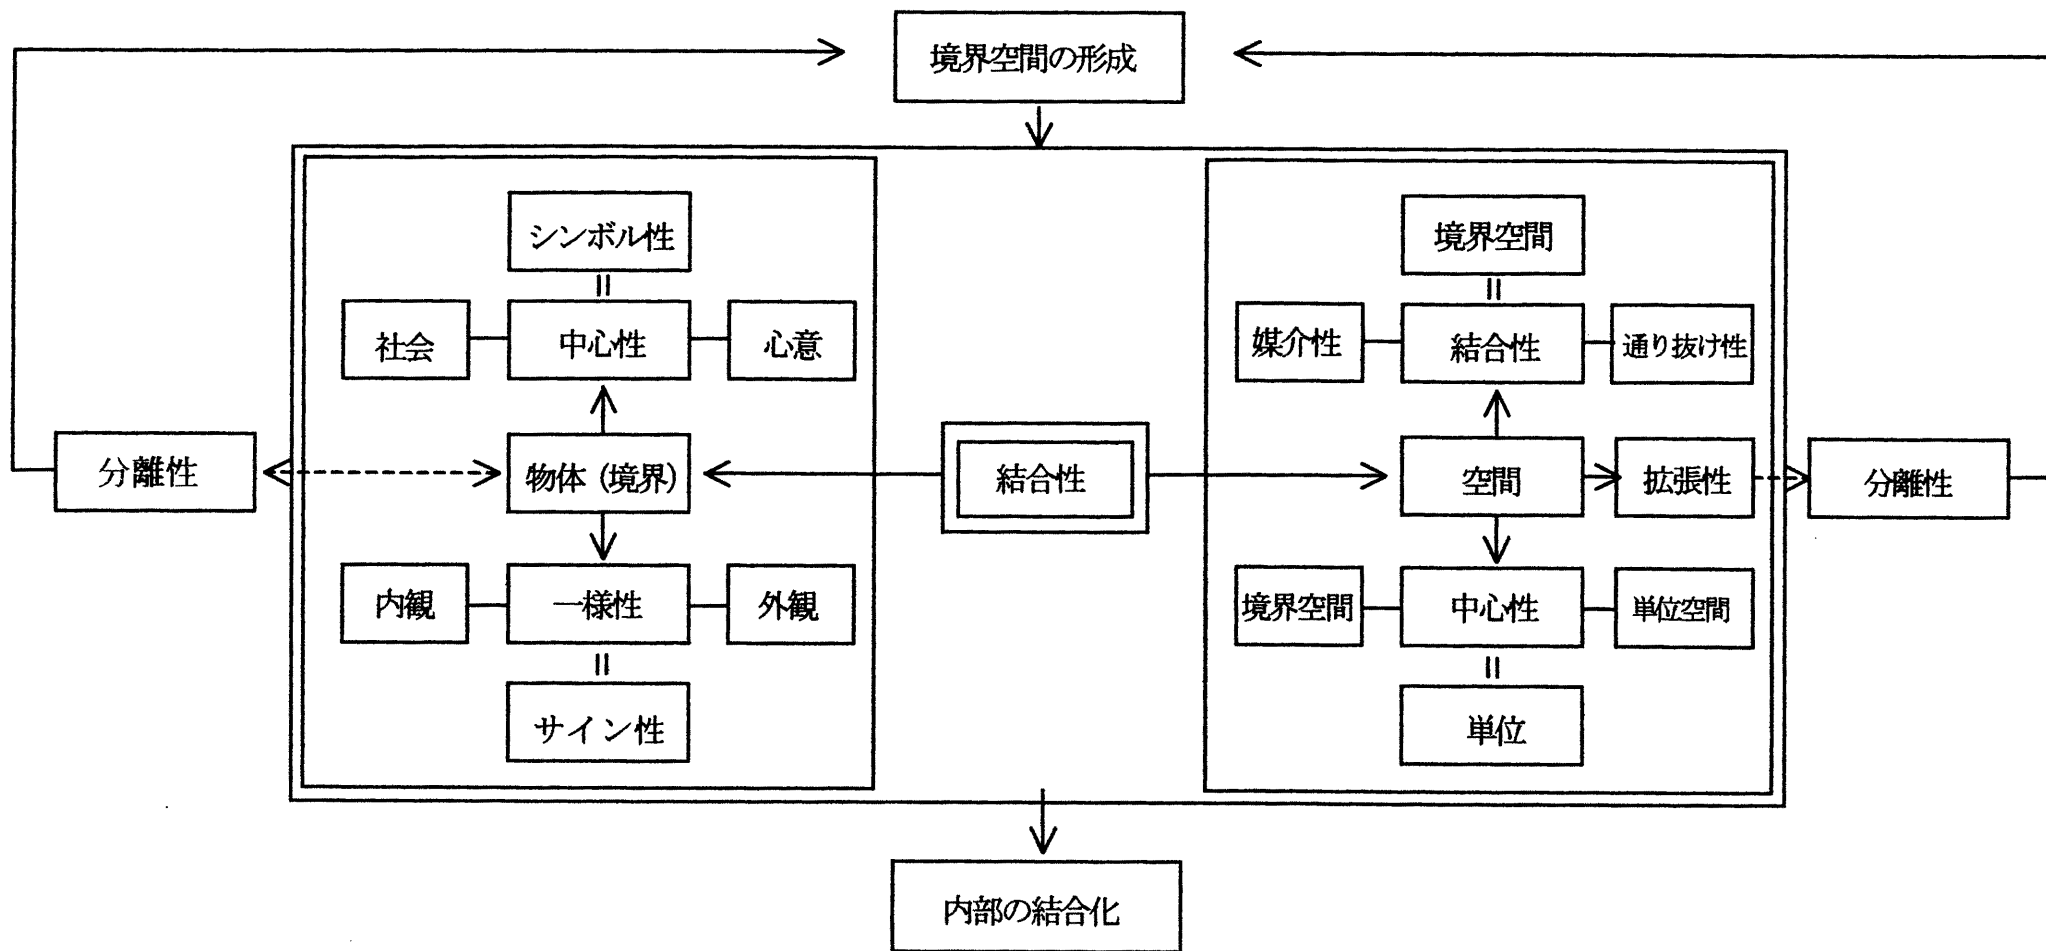 境界空間の形成
シンボル性
社会
中心性
心意
分離性
物体（境界）
内観
一様性
外観
サイン性
結合性
境界空間
媒介性
結合性
通り抜け性
空間
拡張性
分離性
境界空間
中心性
単位空間
単位
内部の結合化